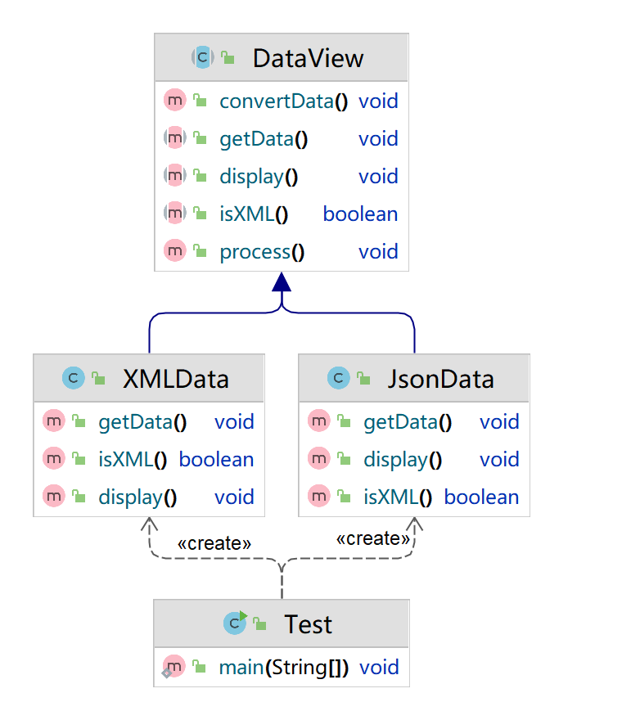 DataView
convertData() void
getData() void
display() void
isXML() boolean
process() void
XMLData
getData() void
isXML() boolean
display() void
JsonData
getData() void
display() void
isXML() boolean
«create»
«create»
Test
main(String[]) void